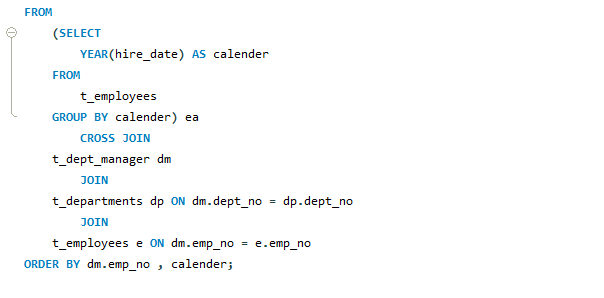 FROM
(SELECT
YEAR(hire_date) AS calender
FROM
t_employees
GROUP BY calender) ea
CROSS JOIN
t_dept_manager dm
JOIN
t_departments dp ON dm.dept_no = dp.dept_no
JOIN
t_employees e ON dm.emp_no = e.emp_no
ORDER BY dm.emp_no , calender;